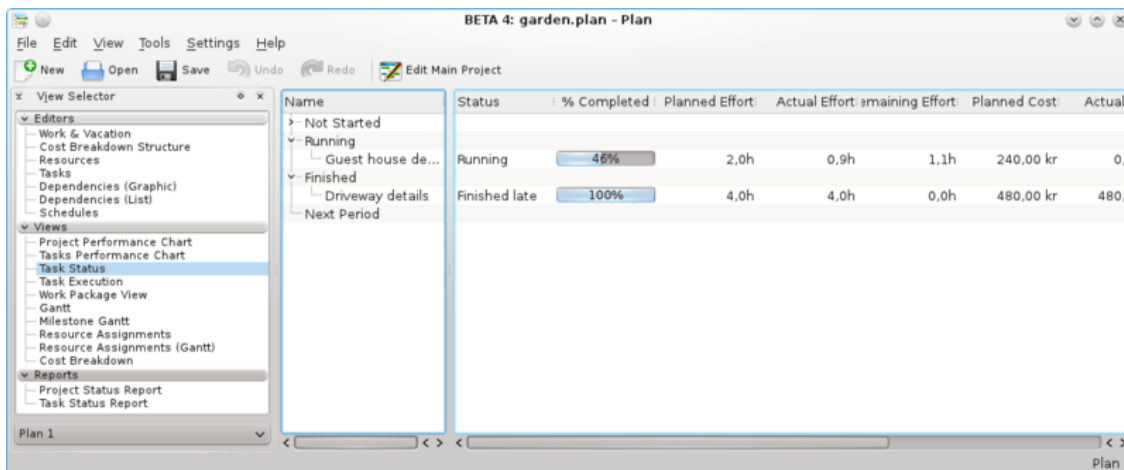 BETA 4: garden.plan – Plan
File Edit View Tools Settings Help
New Open Save Undo Redo Edit Main Project
View Selector
Editors
Work & Vacation
Cost Breakdown Structure
Resources
Tasks
Dependencies (Graphic)
Dependencies (List)
Schedules
Views
Project Performance Chart
Tasks Performance Chart
Task Status
Task Execution
Work Package View
Gantt
Milestone Gantt
Resource Assignments
Resource Assignments (Gantt)
Cost Breakdown
Reports
Project Status Report
Task Status Report
Plan 1
Name Status % Completed Planned Effort Actual Effort emaining Effort Planned Cost Actual
Not Started
Running
Guest house de... Running 46% 2,0h 0,9h 1,1h 240,00 kr 0,
Finished
Driveway details Finished late 100% 4,0h 4,0h 0,0h 480,00 kr 480,
Next Period
Plan